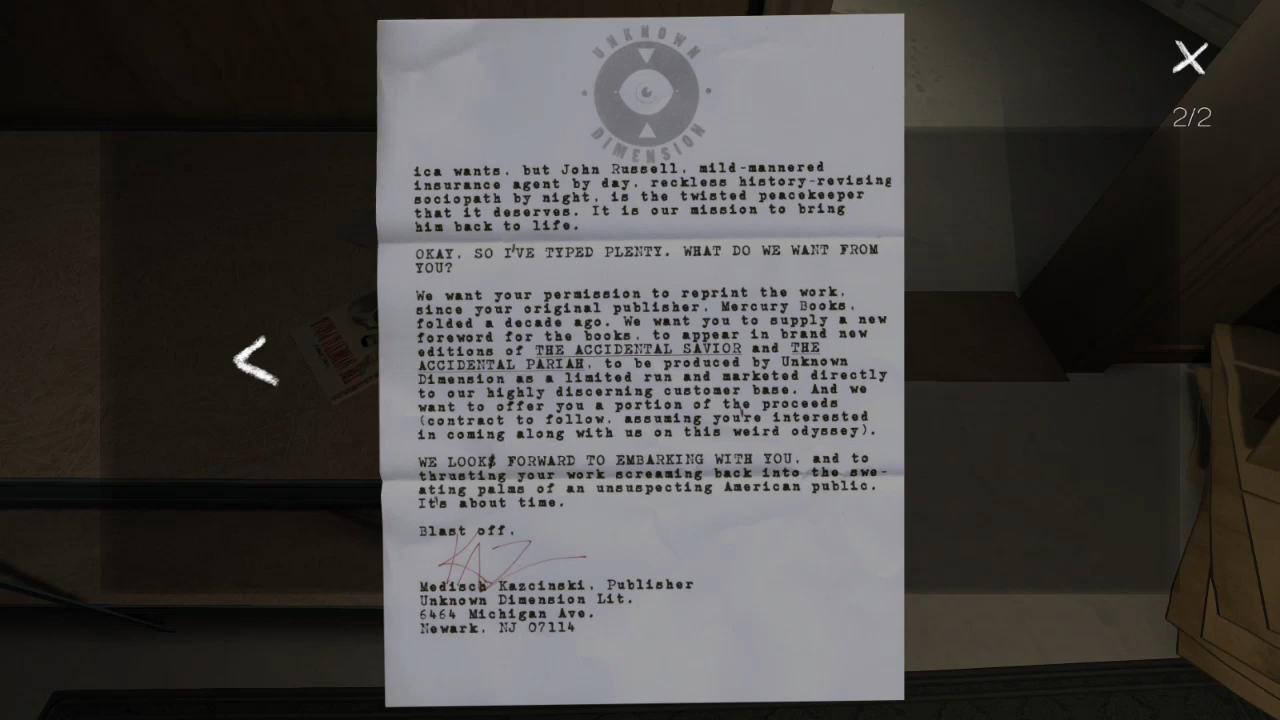 UNKNOWN
DIMENSION
2/2
ica wants, but John Russell, mild-mannered
insurance agent by day, reckless history-revising
sociopath by night, is the twisted peacekeeper
that it deserves. It is our mission to bring
him back to life.
OKAY, SO I'VE TYPED PLENTY. WHAT DO WE WANT FROM
YOU?
We want your permission to reprint the work,
since your original publisher, Mercury Books,
folded a decade ago. We want you to supply a new
foreword for the books, to appear in brand new
editions of THE ACCIDENTAL SAVIOR and THE
ACCIDENTAL PARIAH, to be produced by Unknown
Dimension as a limited run and marketed directly
to our highly discerning customer base. And we
want to offer you a portion of the proceeds
(contract to follow, assuming you're interested
in coming along with us on this weird odyssey).
WE LOOK$ FORWARD TO EMBARKING WITH YOU, and to
thrusting your work screaming back into the swe-
ating palms of an unsuspecting American public.
It's about time.
Blast off,
KAZ
Medisch Kazcinski, Publisher
Unknown Dimension Lit.
6464 Michigan Ave.
Newark, NJ 07114